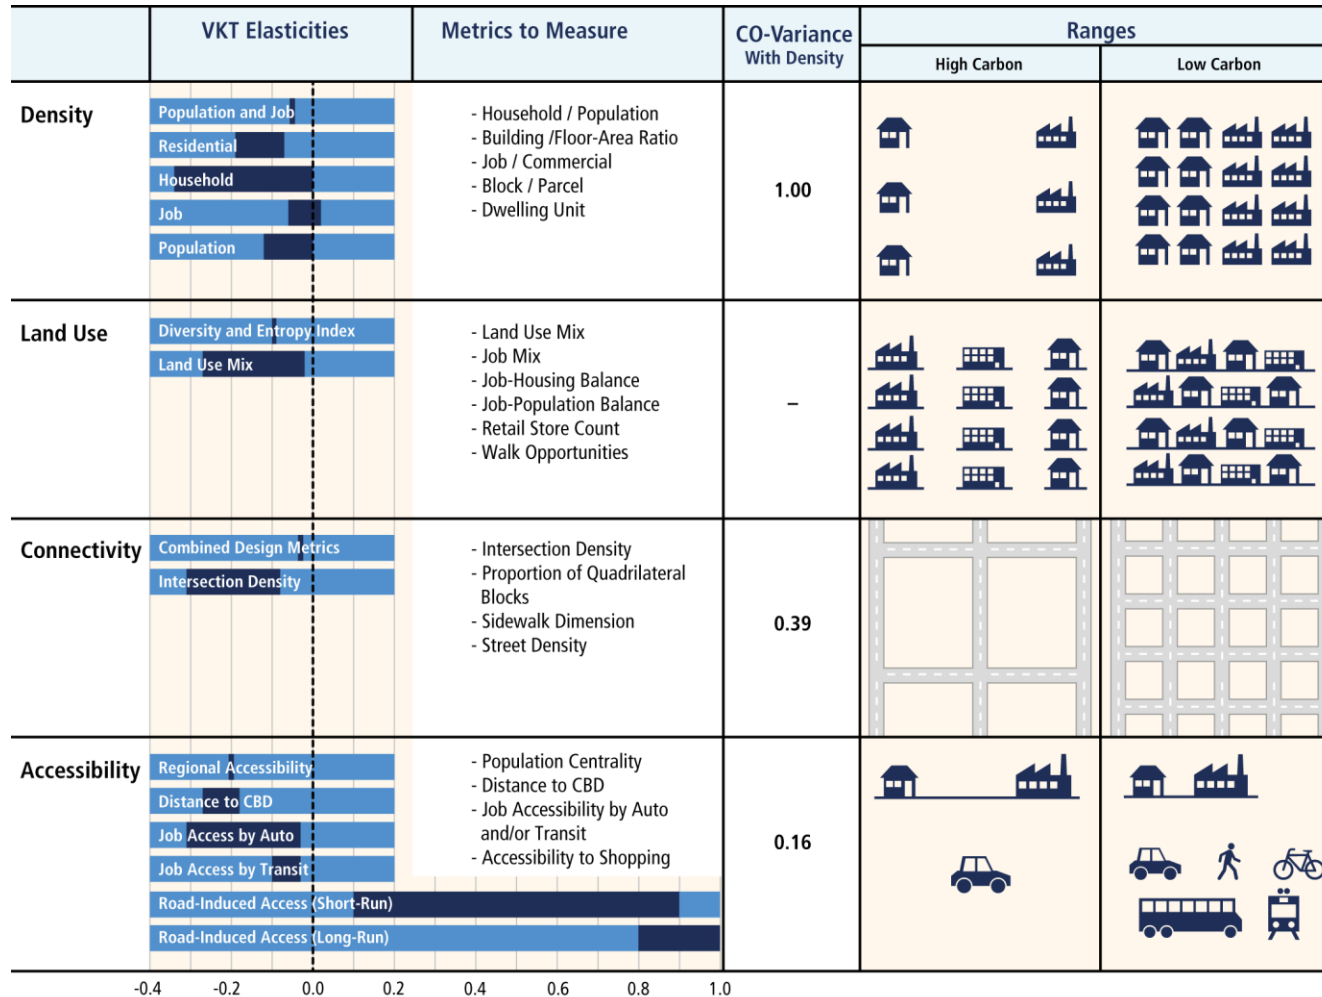 VKT Elasticities
Metrics to Measure
CO-Variance
With Density
Ranges
High Carbon
Low Carbon
Density
Population and Job
Residential
Household
Job
Population
- Household / Population
- Building /Floor-Area Ratio
- Job / Commercial
- Block / Parcel
- Dwelling Unit
1.00
Land Use
Diversity and Entropy Index
Land Use Mix
- Land Use Mix
- Job Mix
- Job-Housing Balance
- Job-Population Balance
- Retail Store Count
- Walk Opportunities
–
Connectivity
Combined Design Metrics
Intersection Density
- Intersection Density
- Proportion of Quadrilateral
Blocks
- Sidewalk Dimension
- Street Density
0.39
Accessibility
Regional Accessibility
Distance to CBD
Job Access by Auto
Job Access by Transit
Road-Induced Access (Short-Run)
Road-Induced Access (Long-Run)
- Population Centrality
- Distance to CBD
- Job Accessibility by Auto
and/or Transit
- Accessibility to Shopping
0.16
-0.4 -0.2 0.0 0.2 0.4 0.6 0.8 1.0